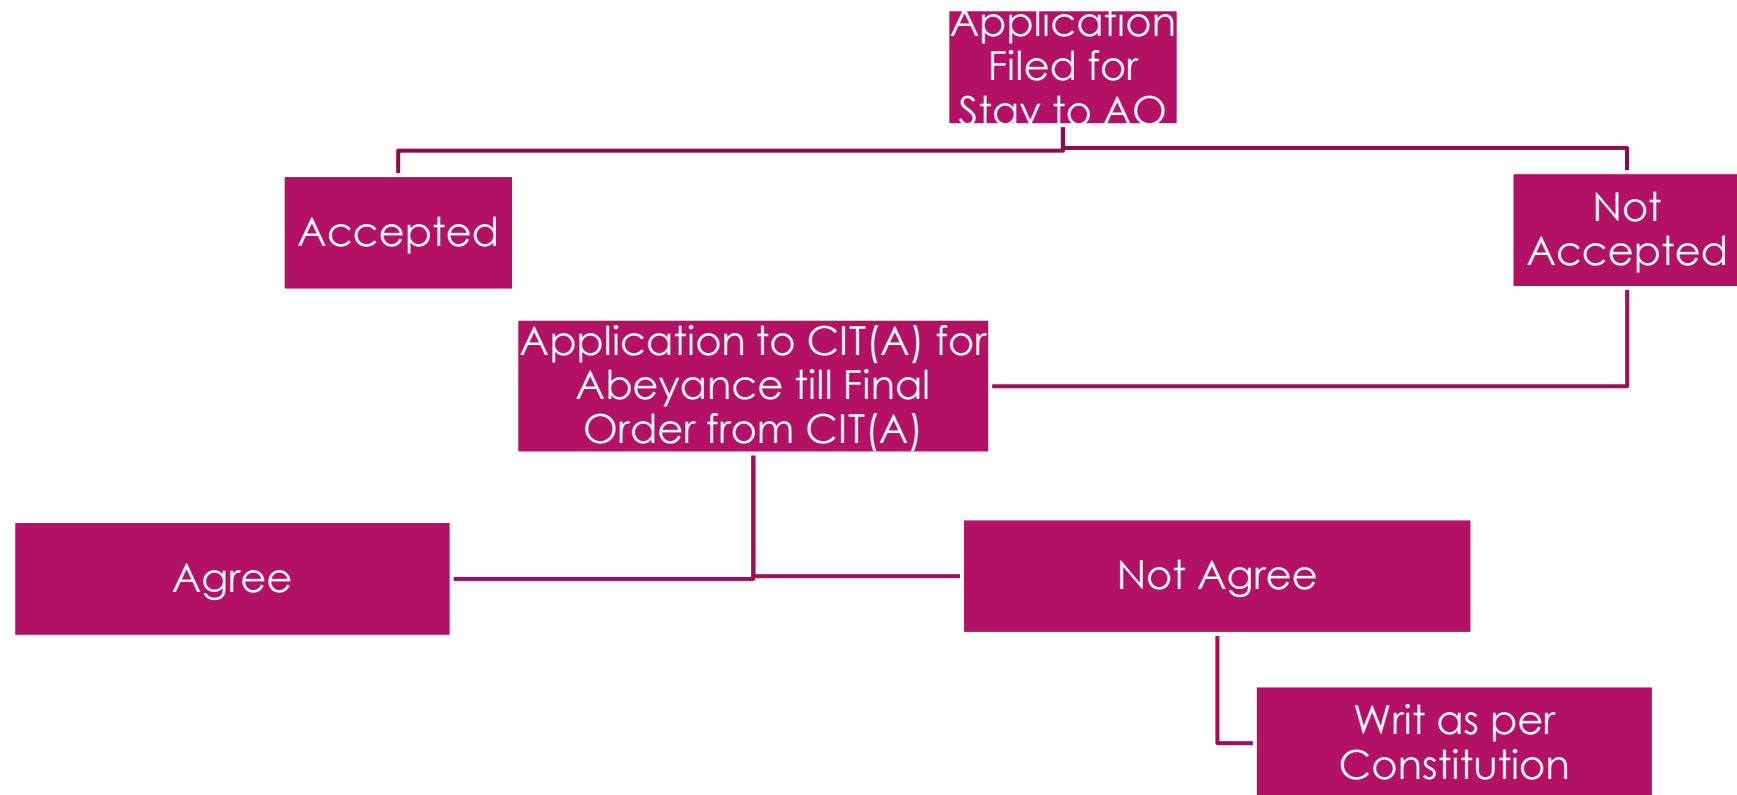 Application
Filed for
Stay to AO
Accepted
Not
Accepted
Application to CIT(A) for
Abeyance till Final
Order from CIT(A)
Agree
Not Agree
Writ as per
Constitution